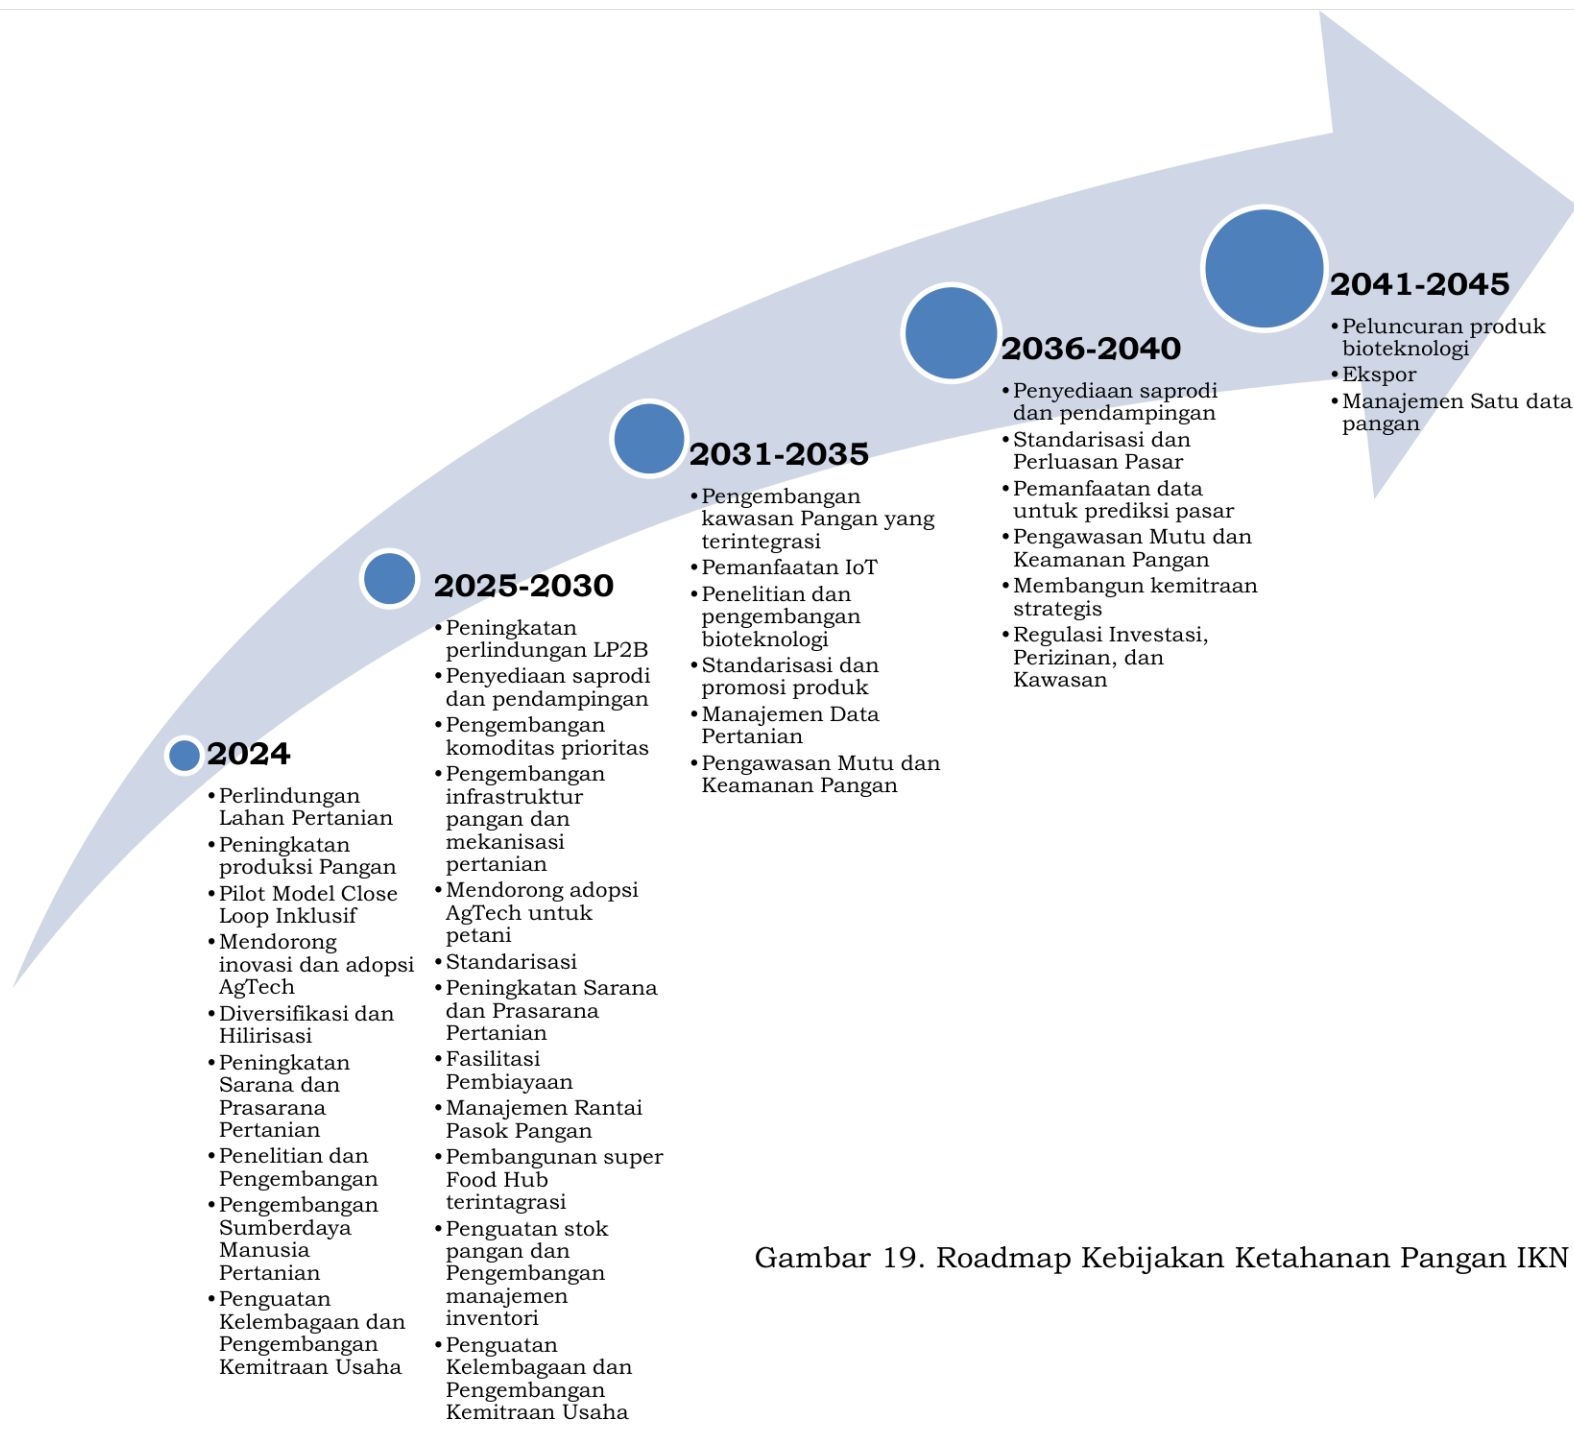 2024
•Perlindungan
Lahan Pertanian
•Peningkatan
produksi Pangan
•Pilot Model Close
Loop Inklusif
•Mendorong
inovasi dan adopsi
AgTech
•Diversifikasi dan
Hilirisasi
•Peningkatan
Sarana dan
Prasarana
Pertanian
•Penelitian dan
Pengembangan
•Pengembangan
Sumberdaya
Manusia
Pertanian
•Penguatan
Kelembagaan dan
Pengembangan
Kemitraan Usaha
2025-2030
•Peningkatan
perlindungan LP2B
•Penyediaan saprodi
dan pendampingan
•Pengembangan
komoditas prioritas
•Pengembangan
infrastruktur
pangan dan
mekanisasi
pertanian
•Mendorong adopsi
AgTech untuk
petani
•Standarisasi
•Peningkatan Sarana
dan Prasarana
Pertanian
•Fasilitasi
Pembiayaan
•Manajemen Rantai
Pasok Pangan
•Pembangunan super
Food Hub
terintagrasi
•Penguatan stok
pangan dan
Pengembangan
manajemen
inventori
•Penguatan
Kelembagaan dan
Pengembangan
Kemitraan Usaha
2031-2035
•Pengembangan
kawasan Pangan yang
terintegrasi
•Pemanfaatan IoT
•Penelitian dan
pengembangan
bioteknologi
•Standarisasi dan
promosi produk
•Manajemen Data
Pertanian
•Pengawasan Mutu dan
Keamanan Pangan
2036-2040
•Penyediaan saprodi
dan pendampingan
•Standarisasi dan
Perluasan Pasar
•Pemanfaatan data
untuk prediksi pasar
•Pengawasan Mutu dan
Keamanan Pangan
•Membangun kemitraan
strategis
•Regulasi Investasi,
Perizinan, dan
Kawasan
2041-2045
•Peluncuran produk
bioteknologi
•Ekspor
•Manajemen Satu data
pangan
Gambar 19. Roadmap Kebijakan Ketahanan Pangan IKN